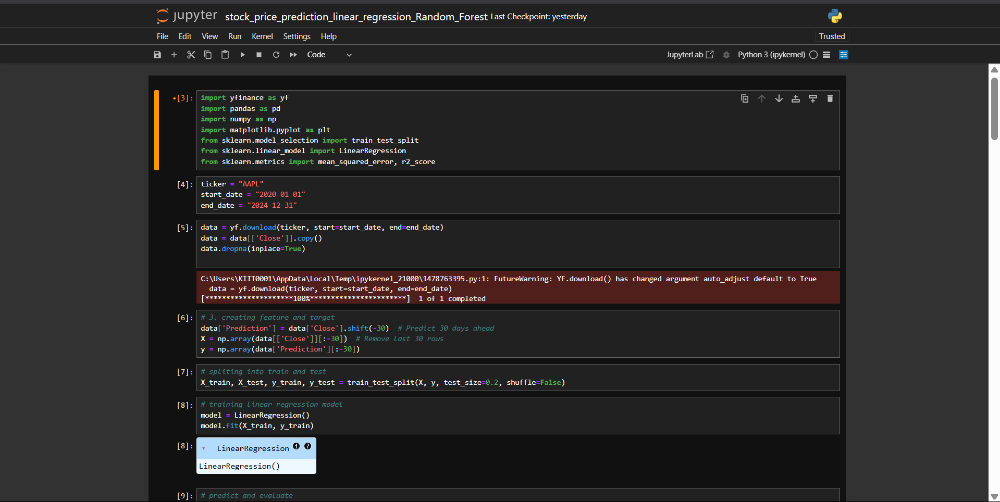 jupyter stock_price_prediction_linear_regression_Random_Forest Last Checkpoint: yesterday
File Edit View Run Kernel Settings Help Trusted
Code JupyterLab Python 3 (ipykernel)
•[3]: import yfinance as yf
import pandas as pd
import numpy as np
import matplotlib.pyplot as plt
from sklearn.model_selection import train_test_split
from sklearn.linear_model import LinearRegression
from sklearn.metrics import mean_squared_error, r2_score
[4]: ticker = "AAPL"
start_date = "2020-01-01"
end_date = "2024-12-31"
[5]: data = yf.download(ticker, start=start_date, end=end_date)
data = data[['Close']].copy()
data.dropna(inplace=True)
C:\Users\KIIT0001\AppData\Local\Temp\ipykernel_21000\1478763395.py:1: FutureWarning: YF.download() has changed argument auto_adjust default to True
  data = yf.download(ticker, start=start_date, end=end_date)
[*********************100%***********************]  1 of 1 completed
[6]: # 3. creating feature and target
data['Prediction'] = data['Close'].shift(-30)  # Predict 30 days ahead
X = np.array(data[['Close']][:-30])  # Remove last 30 rows
y = np.array(data['Prediction'][:-30])
[7]: # spliting into train and test
X_train, X_test, y_train, y_test = train_test_split(X, y, test_size=0.2, shuffle=False)
[8]: # training linear regression model
model = LinearRegression()
model.fit(X_train, y_train)
[8]: LinearRegression i ?
LinearRegression()
[9]: # predict and evaluate